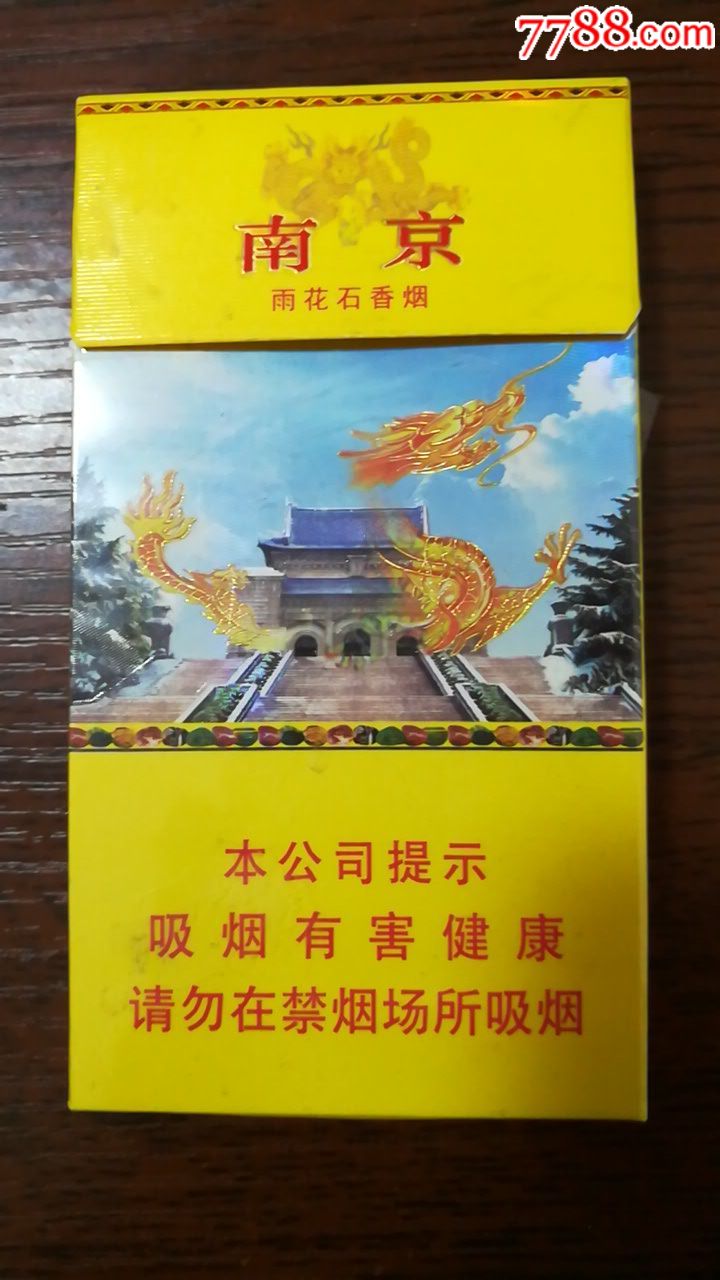 7788.com
南京
雨花石香烟
本公司提示
吸烟有害健康
请勿在禁烟场所吸烟